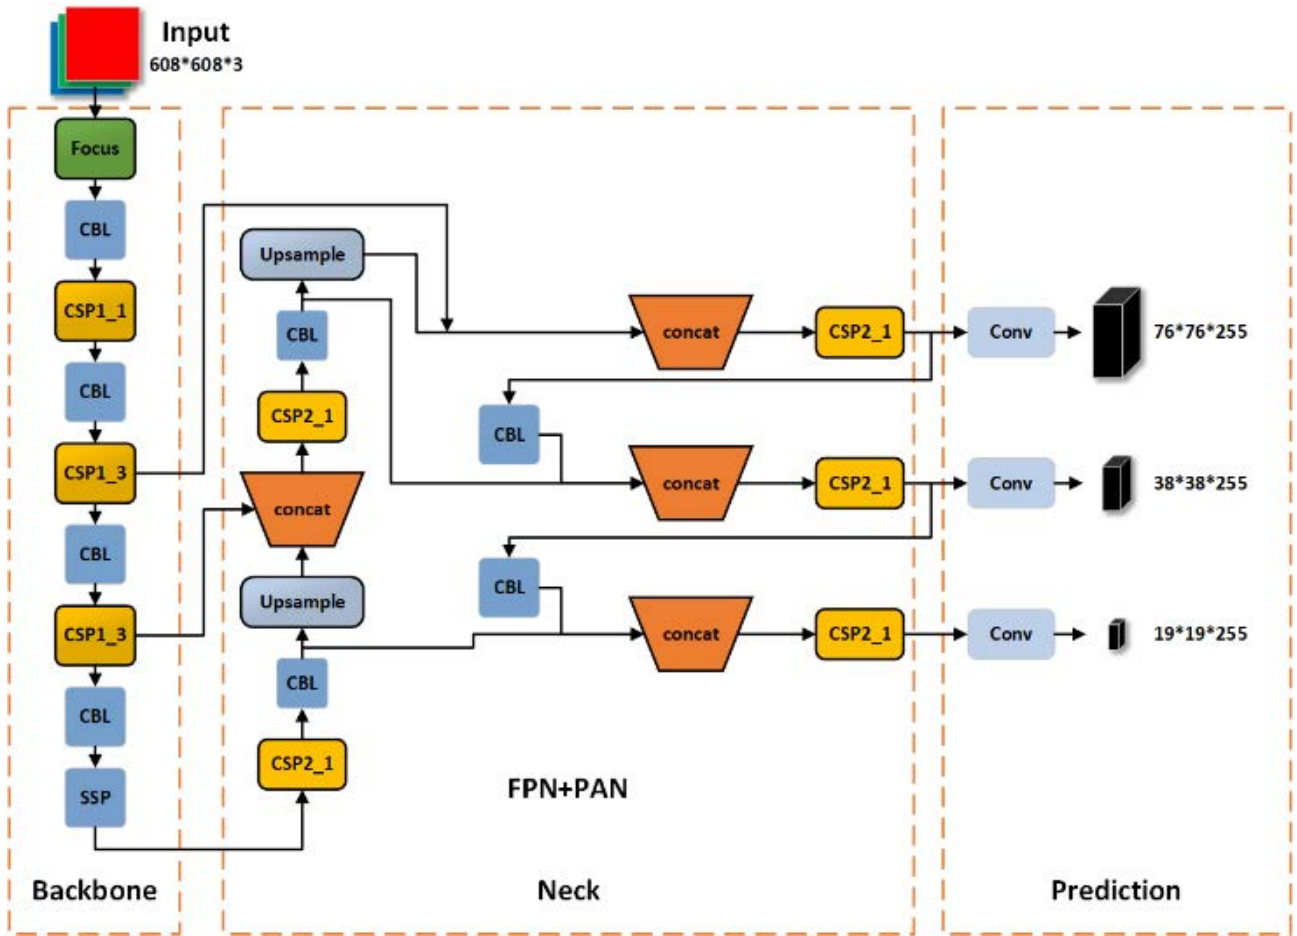 Input
608*608*3
Focus
CBL
CSP1_1
CBL
CSP1_3
CBL
CSP1_3
CBL
SSP
Backbone
Upsample
CBL
CSP2_1
concat
Upsample
CBL
CSP2_1
concat
CSP2_1
CBL
concat
CSP2_1
CBL
concat
CSP2_1
FPN+PAN
Neck
Conv
76*76*255
Conv
38*38*255
Conv
19*19*255
Prediction